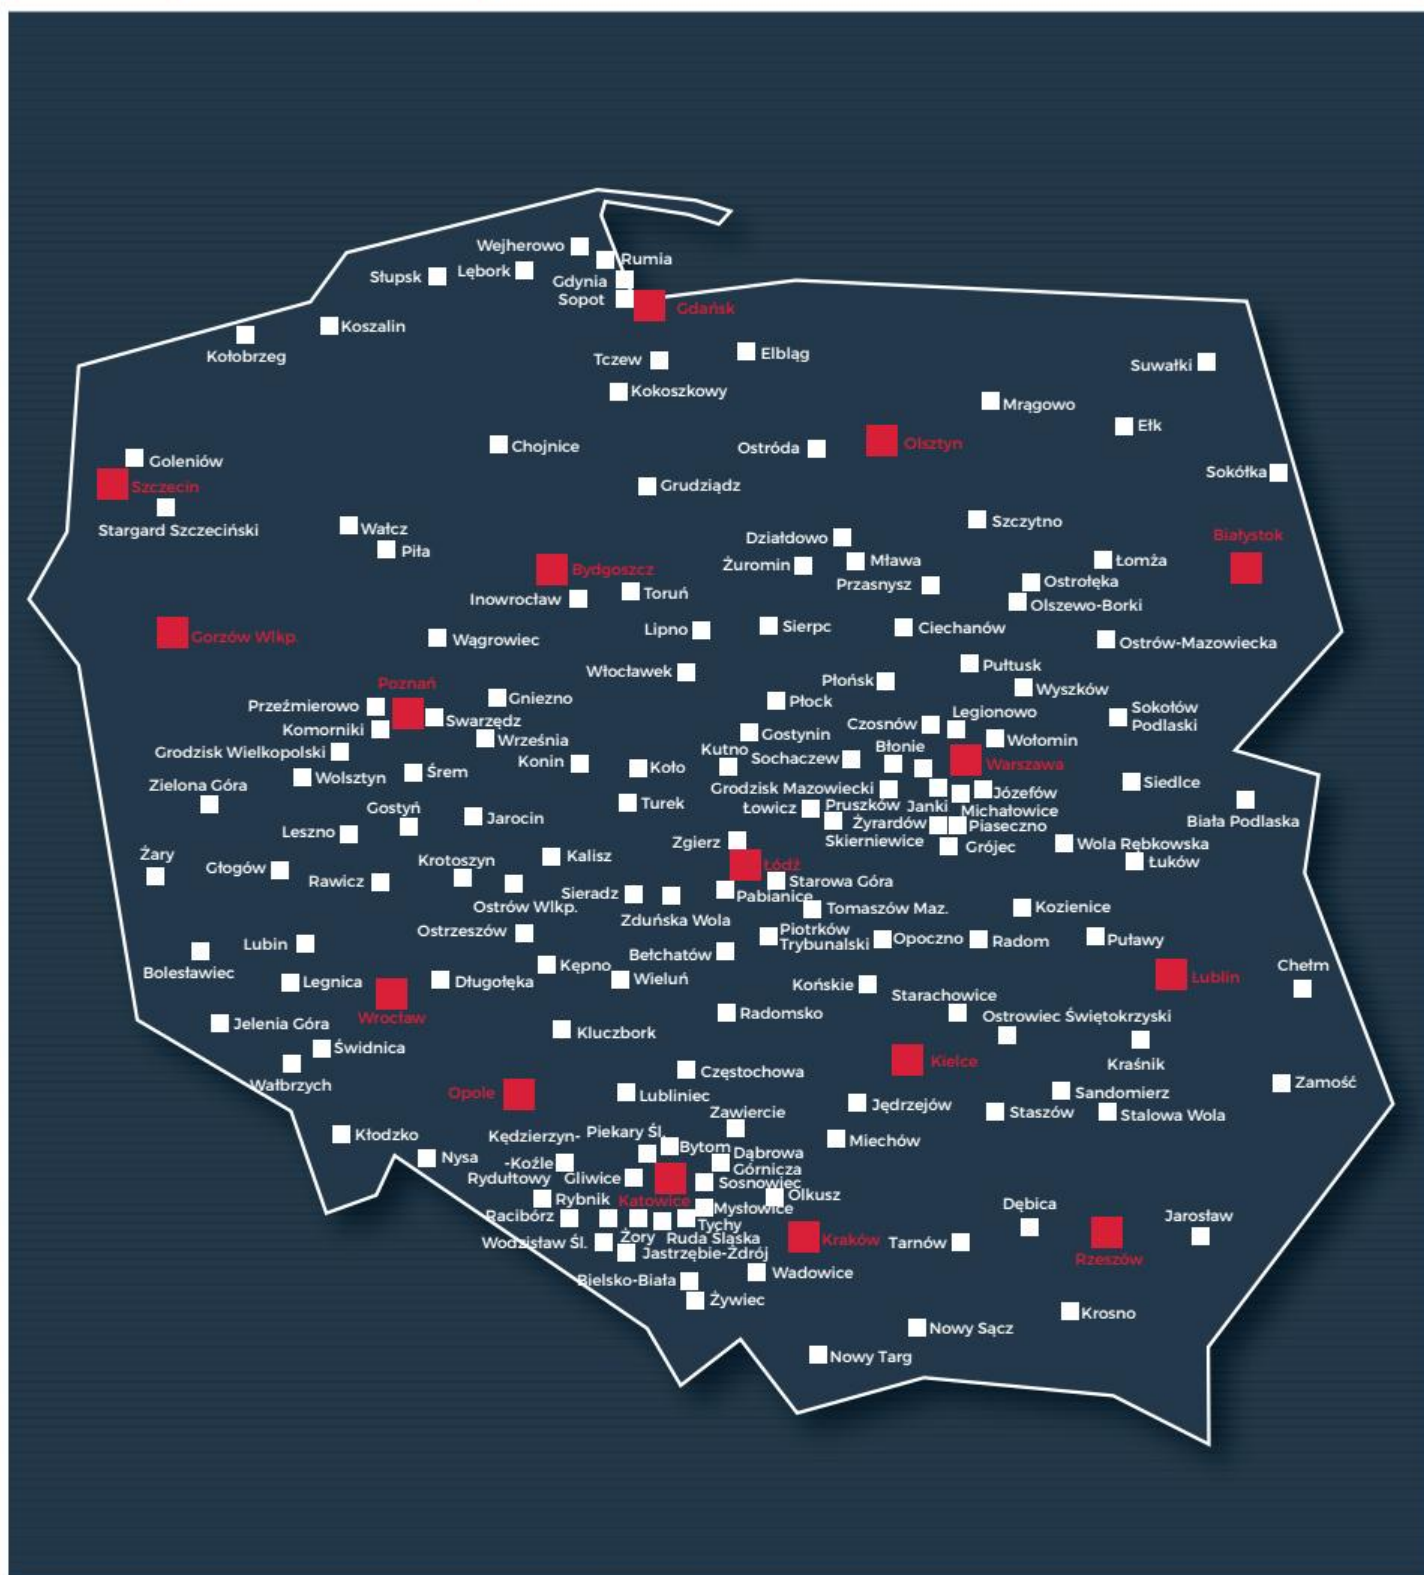 Wejherowo
Rumia
Słupsk
Lębork
Gdynia
Sopot
Gdańsk
Koszalin
Kołobrzeg
Tczew
Elbląg
Suwałki
Kokoszkowy
Mrągowo
Ełk
Chojnice
Ostróda
Olsztyn
Goleniów
Sokółka
Szczecin
Grudziądz
Stargard Szczeciński
Wałcz
Szczytno
Białystok
Działdowo
Piła
Bydgoszcz
Żuromin
Mława
Łomża
Przasnysz
Ostrołęka
Inowrocław
Toruń
Olszewo-Borki
Gorzów Wlkp.
Wągrowiec
Lipno
Sierpc
Ciechanów
Ostrów-Mazowiecka
Włocławek
Płońsk
Pułtusk
Wyszków
Poznań
Gniezno
Płock
Przeźmierowo
Swarzędz
Czosnów
Legionowo
Sokołów
Podlaski
Komorniki
Września
Gostynin
Wołomin
Grodzisk Wielkopolski
Konin
Koło
Kutno
Sochaczew
Błonie
Warszawa
Wolsztyn
Śrem
Zielona Góra
Grodzisk Mazowiecki
Józefów
Siedlce
Turek
Łowicz
Pruszków
Janki
Michałowice
Biała Podlaska
Gostyń
Jarocin
Leszno
Żyrardów
Piaseczno
Skierniewice
Grójec
Wola Rębkowska
Zgierz
Żary
Głogów
Krotoszyn
Kalisz
Łódź
Łuków
Rawicz
Starowa Góra
Ostrów Wlkp.
Sieradz
Pabianice
Zduńska Wola
Tomaszów Maz.
Kozienice
Ostrzeszów
Piotrków
Trybunalski
Opoczno
Radom
Puławy
Lubin
Bolesławiec
Bełchatów
Kępno
Wieluń
Legnica
Długołęka
Końskie
Lublin
Chełm
Starachowice
Wrocław
Jelenia Góra
Radomsko
Ostrowiec Świętokrzyski
Kluczbork
Świdnica
Kraśnik
Wałbrzych
Częstochowa
Kielce
Zamość
Opole
Lubliniec
Jędrzejów
Sandomierz
Staszów
Stalowa Wola
Zawiercie
Kłodzko
Kędzierzyn-
-Koźle
Piekary Śl.
Bytom
Dąbrowa
Górnicza
Miechów
Nysa
Rydułtowy
Gliwice
Sosnowiec
Rybnik
Katowice
Olkusz
Mysłowice
Dębica
Jarosław
Racibórz
Tychy
Wodzisław Śl.
Żory
Ruda Śląska
Kraków
Tarnów
Rzeszów
Jastrzębie-Zdrój
Bielsko-Biała
Wadowice
Żywiec
Krosno
Nowy Sącz
Nowy Targ